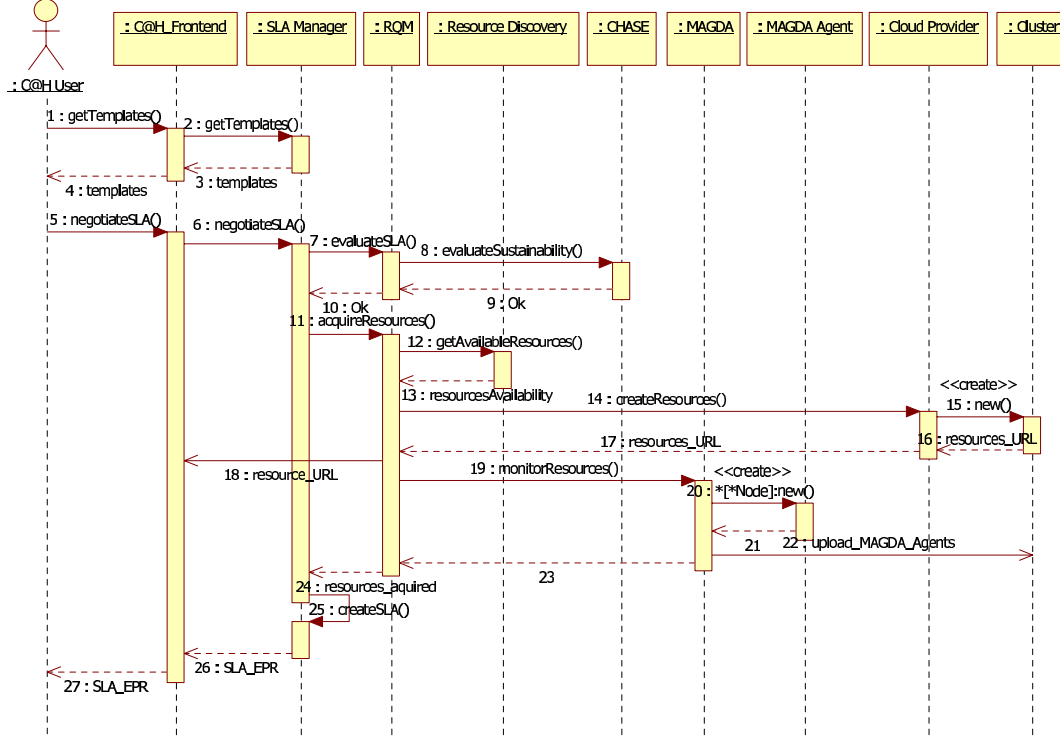 : C@H_Frontend
: SLA Manager
: RQM
: Resource Discovery
: CHASE
: MAGDA
: MAGDA Agent
: Cloud Provider
: Cluster
: C@H User
1 : getTemplates()
2 : getTemplates()
3 : templates
4 : templates
5 : negotiateSLA()
6 : negotiateSLA()
7 : evaluateSLA()
8 : evaluateSustainability()
9 : Ok
10 : Ok
11 : acquireResources()
12 : getAvailableResources()
13 : resourcesAvailability
14 : createResources()
<<create>>
15 : new()
16 : resources_URL
17 : resources_URL
18 : resource_URL
19 : monitorResources()
<<create>>
20 : *[*Node]:new()
21
22 : upload_MAGDA_Agents
23
24 : resources_aquired
25 : createSLA()
26 : SLA_EPR
27 : SLA_EPR